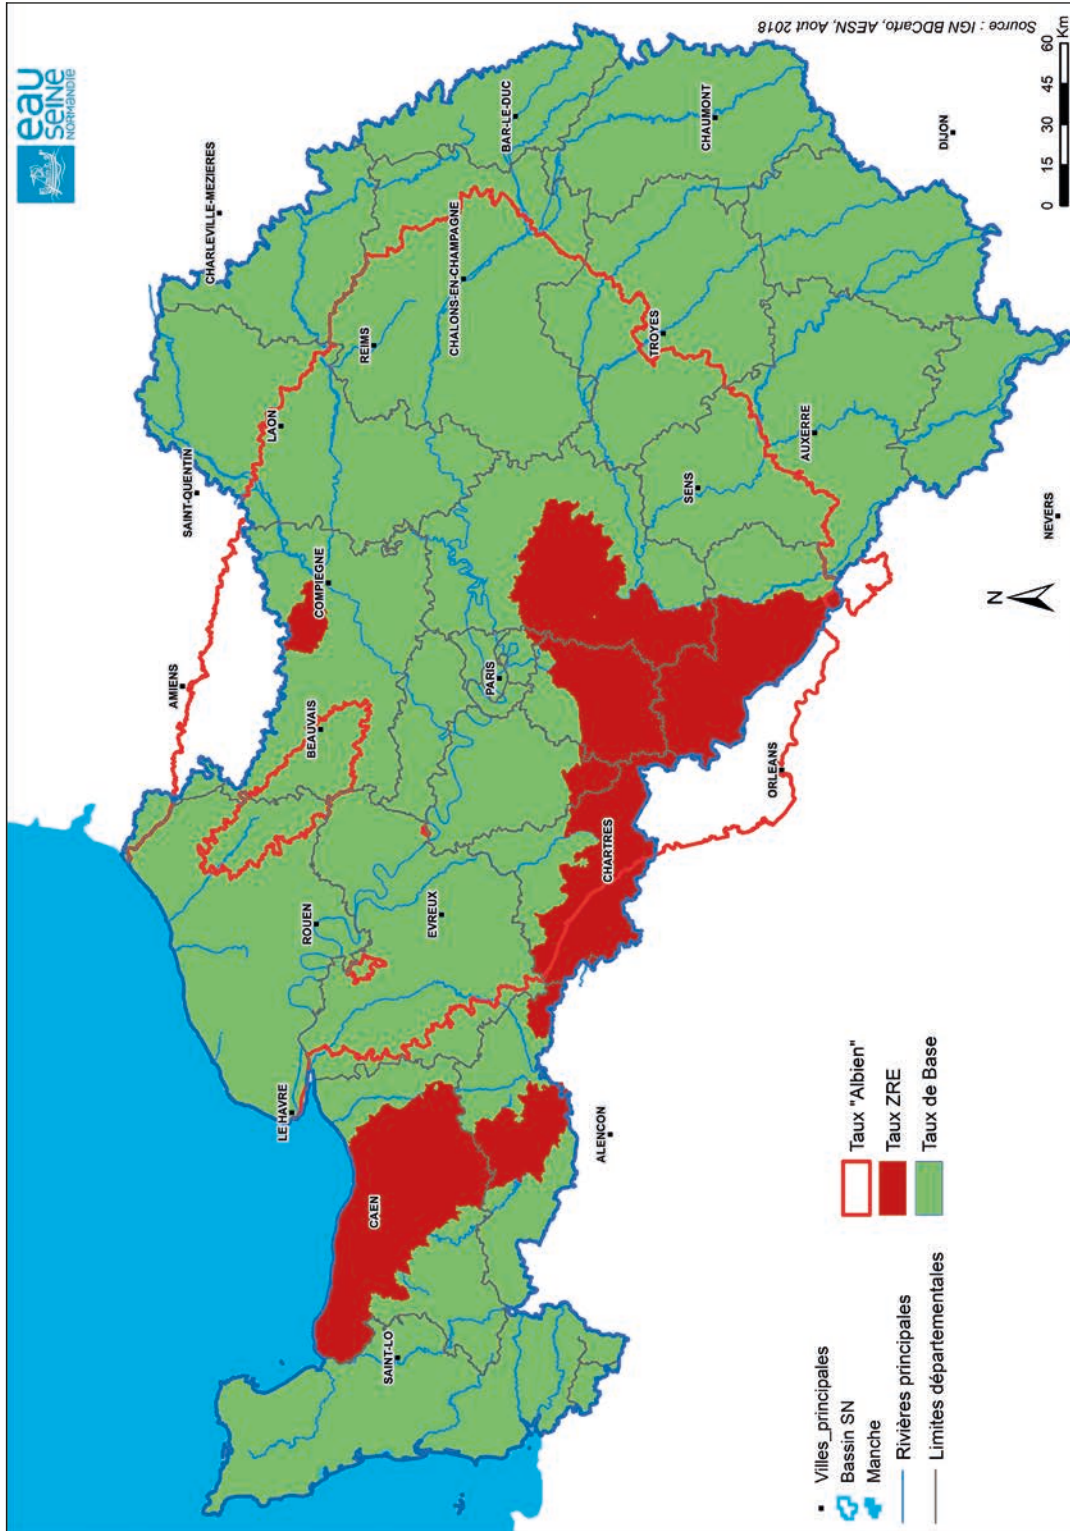 eau
SEINE
NORMANDIE
CHARLEVILLE-MEZIERES
SAINT-QUENTIN
AMIENS
LAON
COMPIEGNE
BEAUVAIS
ROUEN
LE HAVRE
REIMS
BAR-LE-DUC
CHALONS-EN-CHAMPAGNE
PARIS
EVREUX
CAEN
SAINT-LO
CHAUMONT
TROYES
SENS
CHARTRES
ALENCON
AUXERRE
ORLEANS
DIJON
NEVERS
N
Villes_principales
Bassin SN
Manche
Rivières principales
Limites départementales
Taux "Albien"
Taux ZRE
Taux de Base
0 15 30 45 60
Km
Source : IGN BDCarto, AESN, Aout 2018